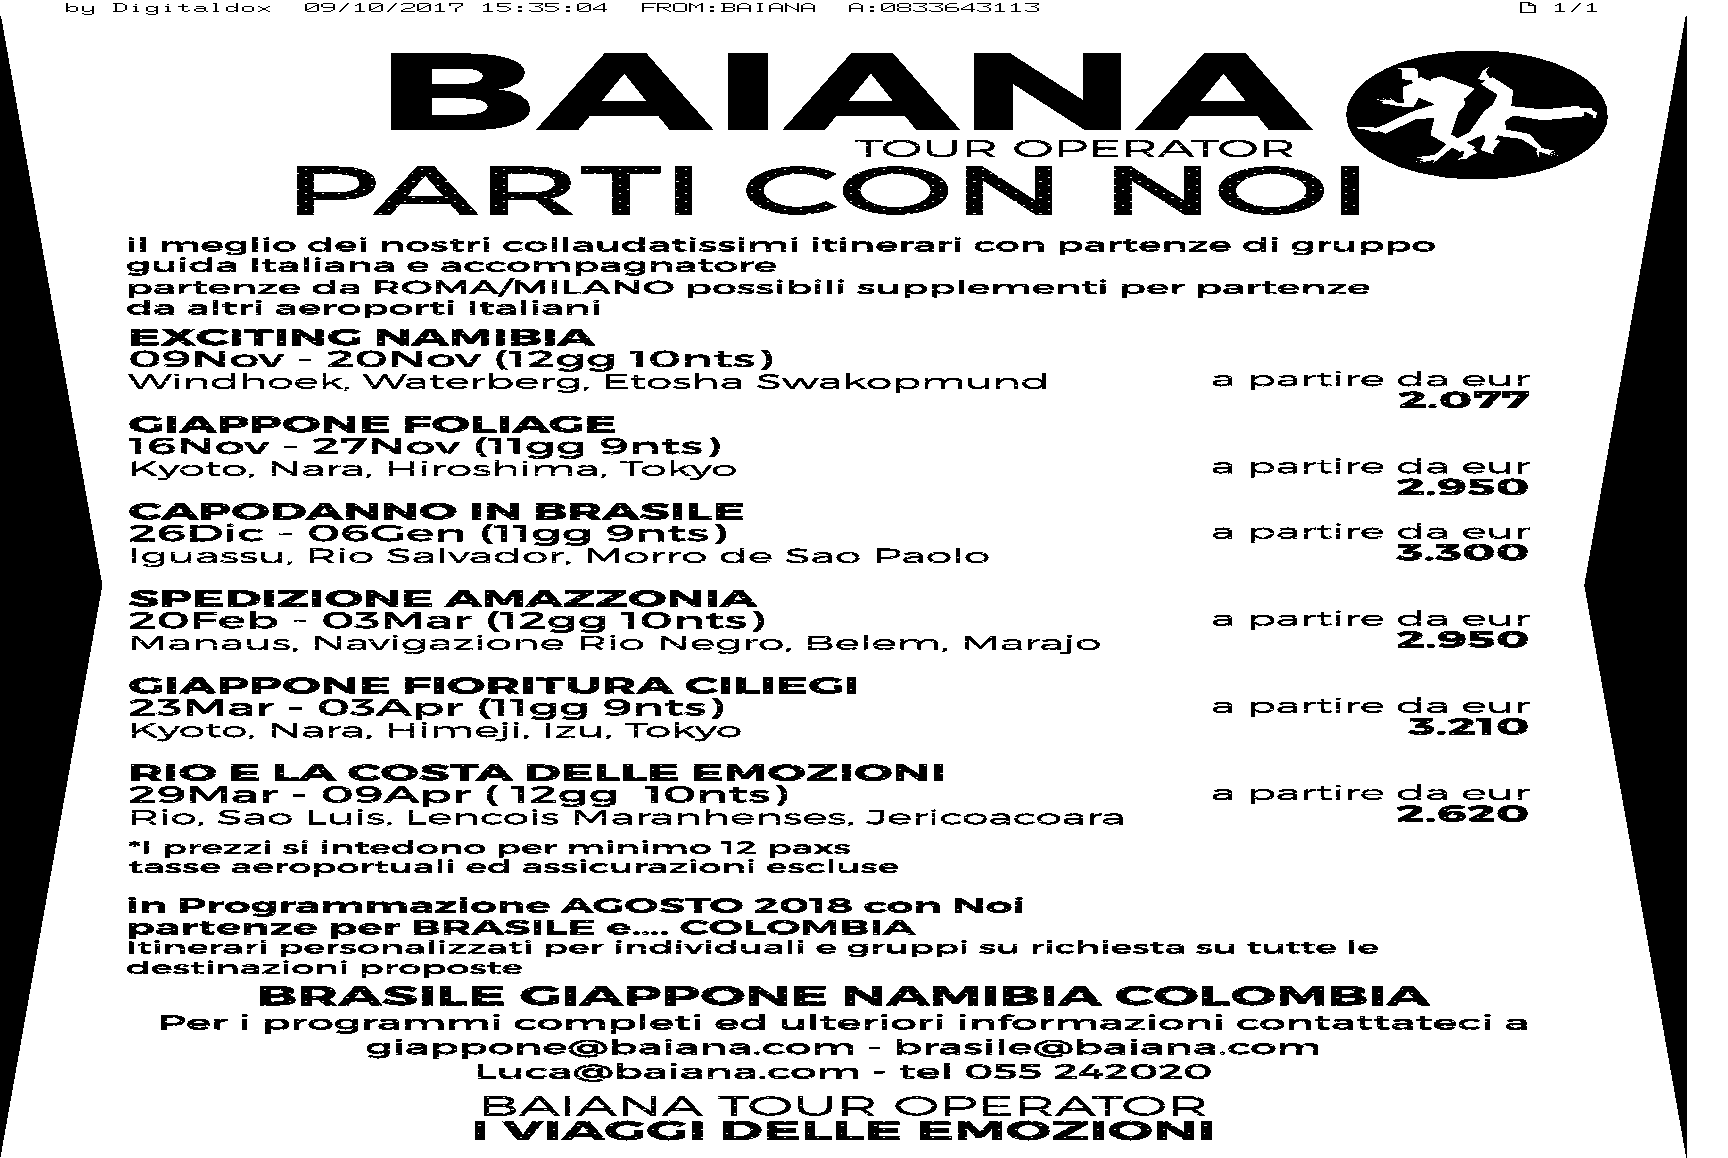 by Digitaldox 09/10/2017 15:35:04 FROM:BAIANA A:0833643113 1/1
BAIANA
TOUR OPERATOR
PARTI CON NOI
il meglio dei nostri collaudatissimi itinerari con partenze di gruppo
guida Italiana e accompagnatore
partenze da ROMA/MILANO possibili supplementi per partenze
da altri aeroporti Italiani
EXCITING NAMIBIA
09Nov - 20Nov (12gg 10nts)
Windhoek, Waterberg, Etosha Swakopmund a partire da eur
2.077
GIAPPONE FOLIAGE
16Nov - 27Nov (11gg 9nts)
Kyoto, Nara, Hiroshima, Tokyo a partire da eur
2.950
CAPODANNO IN BRASILE
26Dic - 06Gen (11gg 9nts) a partire da eur
Iguassu, Rio Salvador, Morro de Sao Paolo 3.300
SPEDIZIONE AMAZZONIA
20Feb - 03Mar (12gg 10nts) a partire da eur
Manaus, Navigazione Rio Negro, Belem, Marajo 2.950
GIAPPONE FIORITURA CILIEGI
23Mar - 03Apr (11gg 9nts) a partire da eur
Kyoto, Nara, Himeji, Izu, Tokyo 3.210
RIO E LA COSTA DELLE EMOZIONI
29Mar - 09Apr ( 12gg 10nts) a partire da eur
Rio, Sao Luis, Lencois Maranhenses, Jericoacoara 2.620
*I prezzi si intedono per minimo 12 paxs
tasse aeroportuali ed assicurazioni escluse
in Programmazione AGOSTO 2018 con Noi
partenze per BRASILE e.... COLOMBIA
Itinerari personalizzati per individuali e gruppi su richiesta su tutte le
destinazioni proposte
BRASILE GIAPPONE NAMIBIA COLOMBIA
Per i programmi completi ed ulteriori informazioni contattateci a
giappone@baiana.com - brasile@baiana.com
Luca@baiana.com - tel 055 242020
BAIANA TOUR OPERATOR
I VIAGGI DELLE EMOZIONI